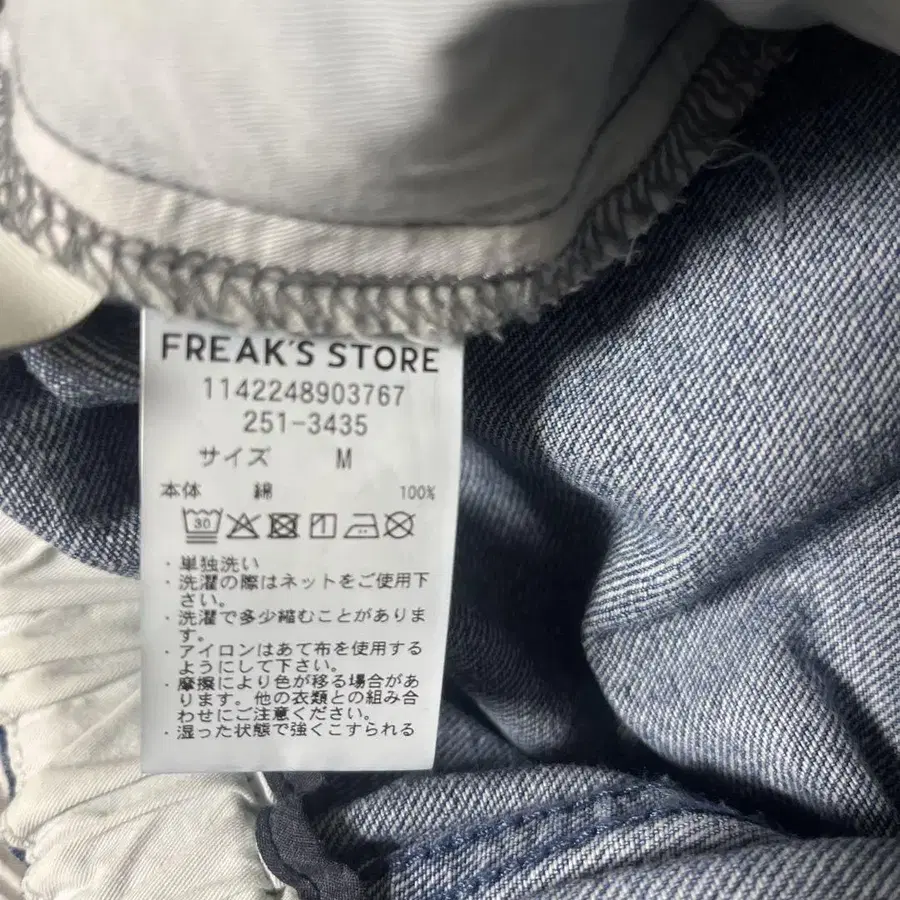 FREAK'S STORE
1142248903767
251-3435
サイズ M
本体 綿 100%
30
・単独洗い
・洗濯の際はネットをご使用下
さい。
・洗濯で多少縮むことがありま
す。
・アイロンはあて布を使用する
ようにして下さい。
・摩擦により色が移る場合があ
ります。他の衣類との組み合
わせにご注意ください。
・湿った状態で強くこすられる